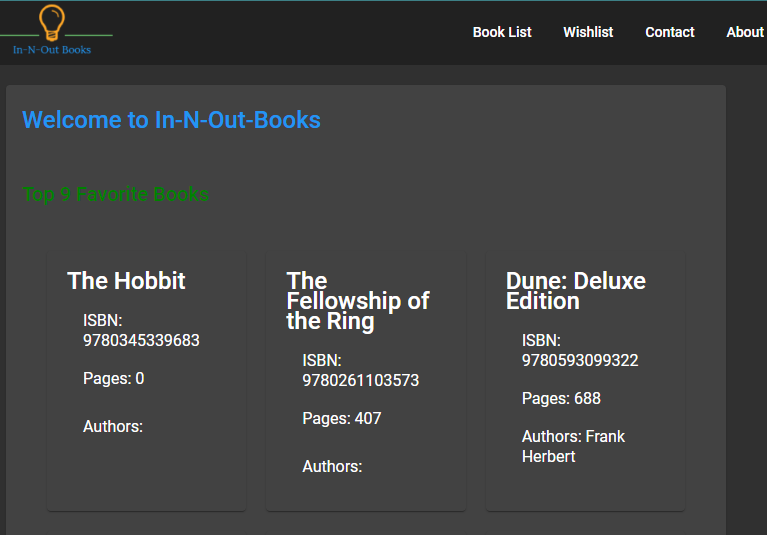 In-N-Out Books
Book List Wishlist Contact About
Welcome to In-N-Out-Books
Top 9 Favorite Books
The Hobbit
ISBN:
9780345339683
Pages: 0
Authors:
The
Fellowship of
the Ring
ISBN:
9780261103573
Pages: 407
Authors:
Dune: Deluxe
Edition
ISBN:
9780593099322
Pages: 688
Authors: Frank
Herbert